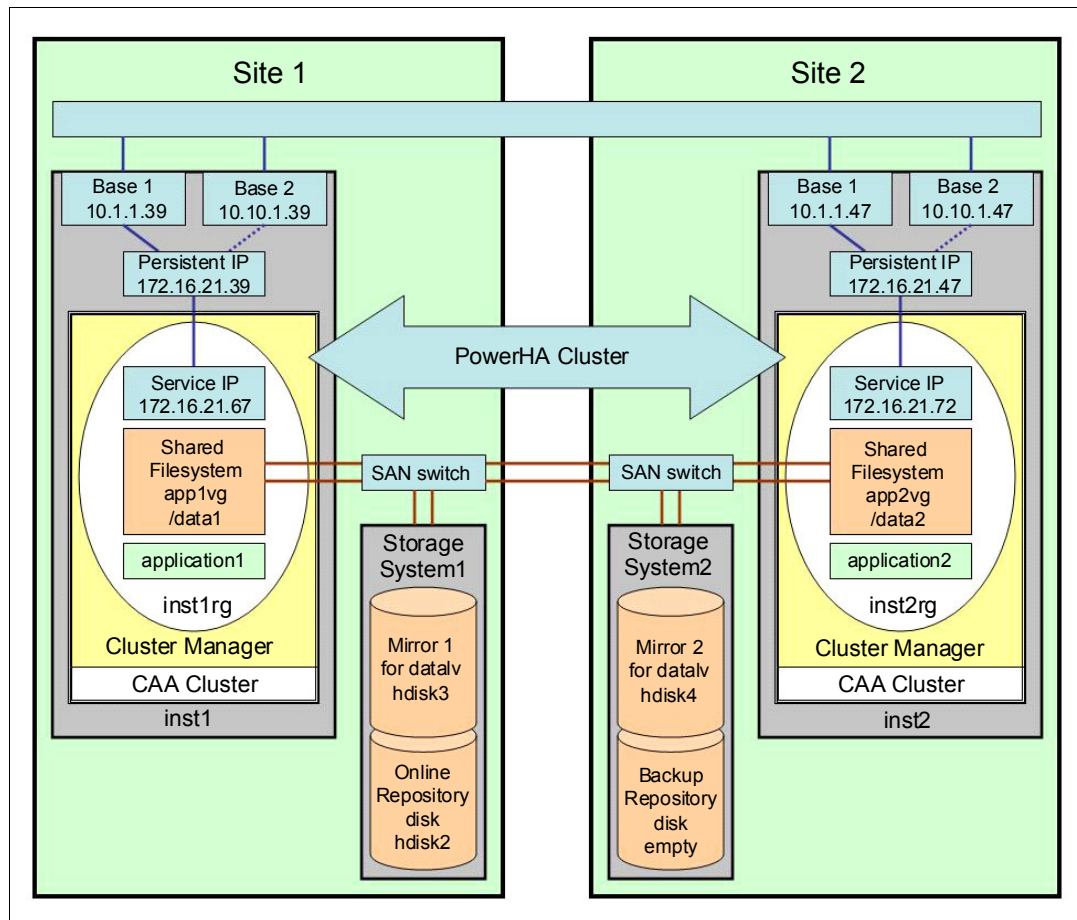 Site 1
Site 2
Base 1
10.1.1.39
Base 2
10.10.1.39
Base 1
10.1.1.47
Base 2
10.10.1.47
Persistent IP
172.16.21.39
Persistent IP
172.16.21.47
PowerHA Cluster
Service IP
172.16.21.67
Service IP
172.16.21.72
Shared
Filesystem
app1vg
/data1
SAN switch
SAN switch
Shared
Filesystem
app2vg
/data2
application1
application2
inst1rg
inst2rg
Cluster Manager
Cluster Manager
CAA Cluster
CAA Cluster
inst1
inst2
Storage
System1
Storage
System2
Mirror 1
for datalv
hdisk3
Mirror 2
for datalv
hdisk4
Online
Repository
disk
hdisk2
Backup
Repository
disk
empty